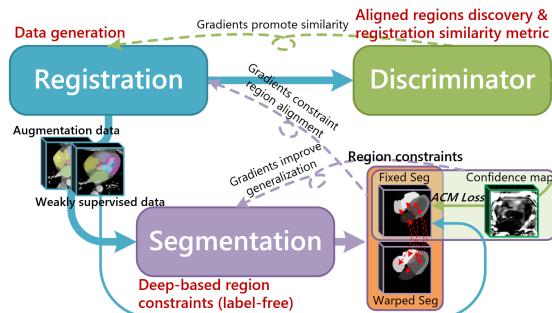 Gradients promote similarity
Data generation
Aligned regions discovery &
registration similarity metric
Registration
Discriminator
Gradients constraint
region alignment
Augmentation data
Weakly supervised data
Gradients improve
generalization
Region constraints
Fixed Seg
Confidence map
ACM Loss
Segmentation
Warped Seg
Deep-based region
constraints (label-free)